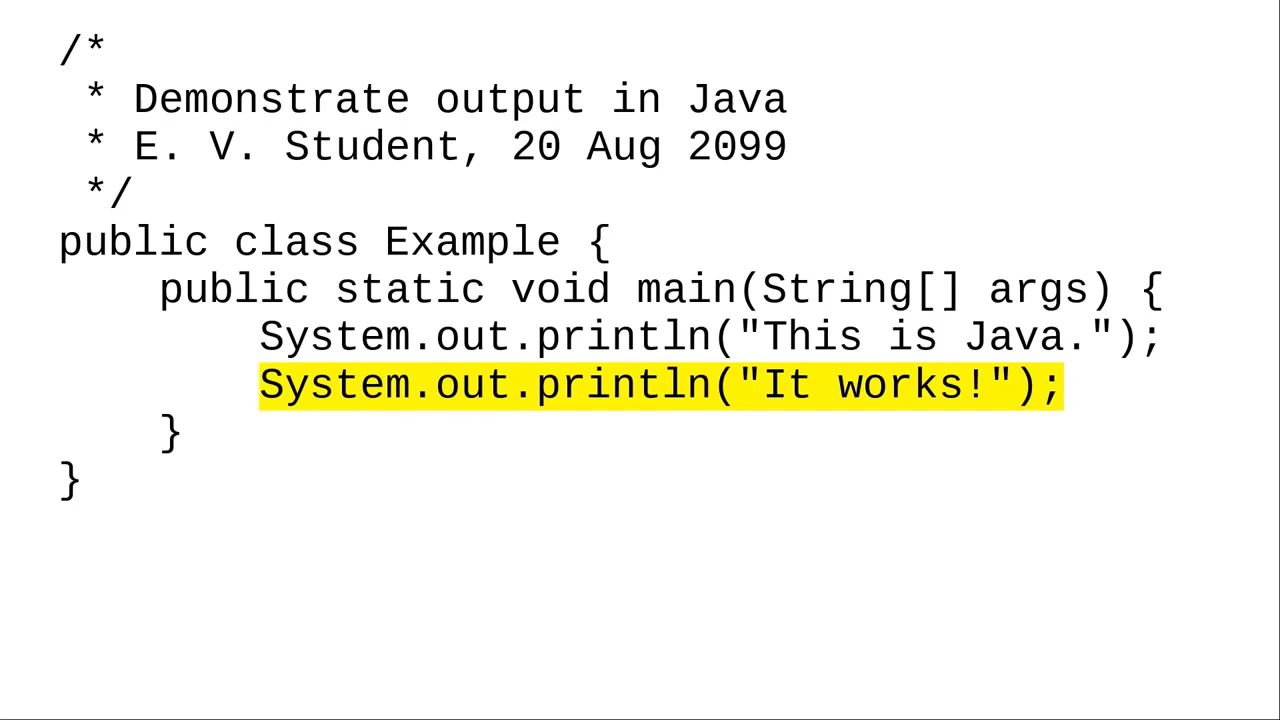 /*
 * Demonstrate output in Java
 * E. V. Student, 20 Aug 2099
 */
public class Example {
    public static void main(String[] args) {
        System.out.println("This is Java.");
        System.out.println("It works!");
    }
}